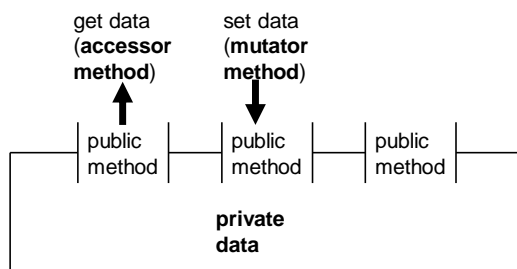 get data
(accessor
method)
set data
(mutator
method)
public
method
public
method
public
method
private
data